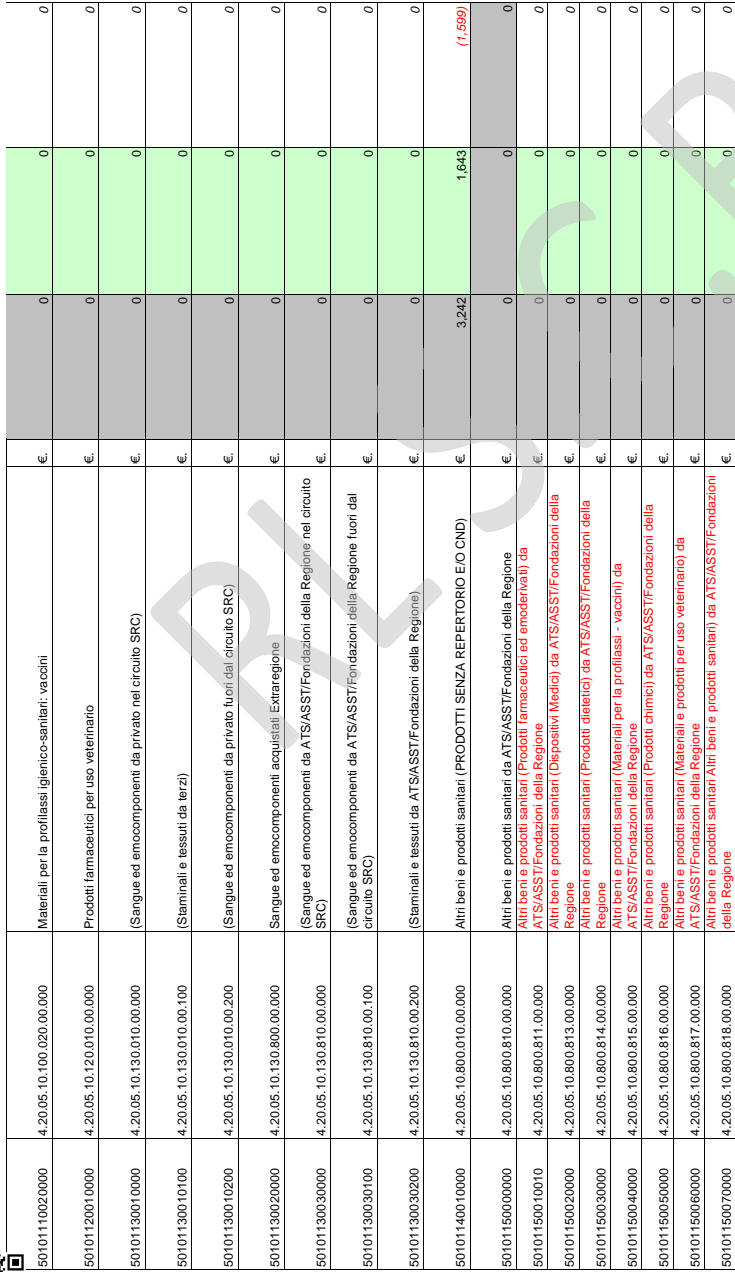 50101110020000 4.20.05.10.100.020.00.000 Materiali per la profilassi igienico-sanitari: vaccini €. 0 0 0
50101120010000 4.20.05.10.120.010.00.000 Prodotti farmaceutici per uso veterinario €. 0 0 0
50101130010000 4.20.05.10.130.010.00.000 (Sangue ed emocomponenti da privato nel circuito SRC) €. 0 0 0
50101130010100 4.20.05.10.130.010.00.100 (Staminali e tessuti da terzi) €. 0 0 0
50101130010200 4.20.05.10.130.010.00.200 (Sangue ed emocomponenti da privato fuori dal circuito SRC) €. 0 0 0
50101130020000 4.20.05.10.130.800.00.000 Sangue ed emocomponenti acquistati Extraregione €. 0 0 0
50101130030000 4.20.05.10.130.810.00.000 (Sangue ed emocomponenti da ATS/ASST/Fondazioni della Regione nel circuito
SRC) €. 0 0 0
50101130030100 4.20.05.10.130.810.00.100 (Sangue ed emocomponenti da ATS/ASST/Fondazioni della Regione fuori dal
circuito SRC) €. 0 0 0
50101130030200 4.20.05.10.130.810.00.200 (Staminali e tessuti da ATS/ASST/Fondazioni della Regione) €. 0 0 0
50101140010000 4.20.05.10.800.010.00.000 Altri beni e prodotti sanitari (PRODOTTI SENZA REPERTORIO E/O CND) €. 3,242 1,643 (1,599)
50101150000000 4.20.05.10.800.810.00.000 Altri beni e prodotti sanitari da ATS/ASST/Fondazioni della Regione €. 0 0 0
50101150010010 4.20.05.10.800.811.00.000 Altri beni e prodotti sanitari (Prodotti farmaceutici ed emoderivati) da
ATS/ASST/Fondazioni della Regione €. 0 0 0
50101150020000 4.20.05.10.800.813.00.000 Altri beni e prodotti sanitari (Dispositivi Medici) da ATS/ASST/Fondazioni della
Regione €. 0 0 0
50101150030000 4.20.05.10.800.814.00.000 Altri beni e prodotti sanitari (Prodotti dietetici) da ATS/ASST/Fondazioni della
Regione €. 0 0 0
50101150040000 4.20.05.10.800.815.00.000 Altri beni e prodotti sanitari (Materiali per la profilassi - vaccini) da
ATS/ASST/Fondazioni della Regione €. 0 0 0
50101150050000 4.20.05.10.800.816.00.000 Altri beni e prodotti sanitari (Prodotti chimici) da ATS/ASST/Fondazioni della
Regione €. 0 0 0
50101150060000 4.20.05.10.800.817.00.000 Altri beni e prodotti sanitari (Materiali e prodotti per uso veterinario) da
ATS/ASST/Fondazioni della Regione €. 0 0 0
50101150070000 4.20.05.10.800.818.00.000 Altri beni e prodotti sanitari Altri beni e prodotti sanitari) da ATS/ASST/Fondazioni
della Regione €. 0 0 0